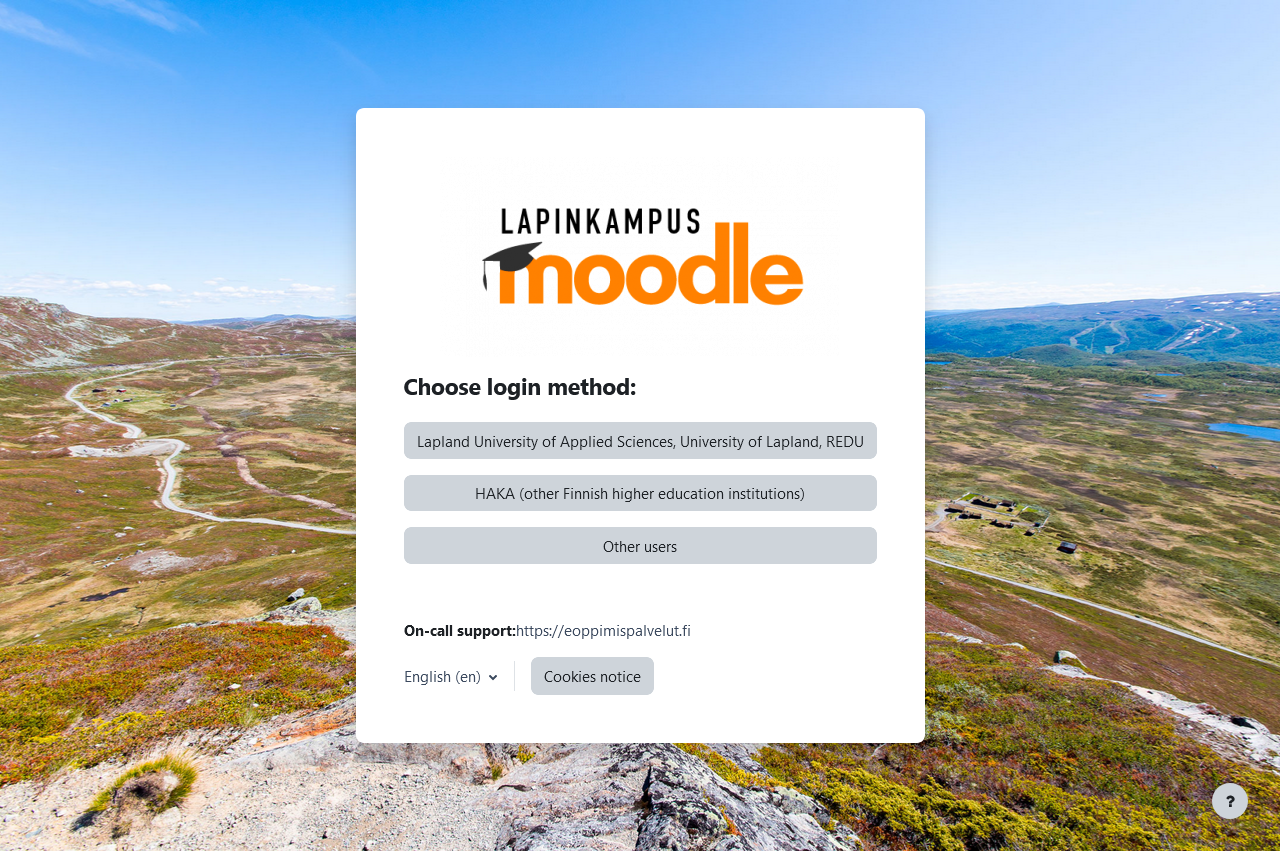 LAPINKAMPUS
moodle
Choose login method:
Lapland University of Applied Sciences, University of Lapland, REDU
HAKA (other Finnish higher education institutions)
Other users
On-call support:https://eoppimispalvelut.fi
English (en)
Cookies notice
?